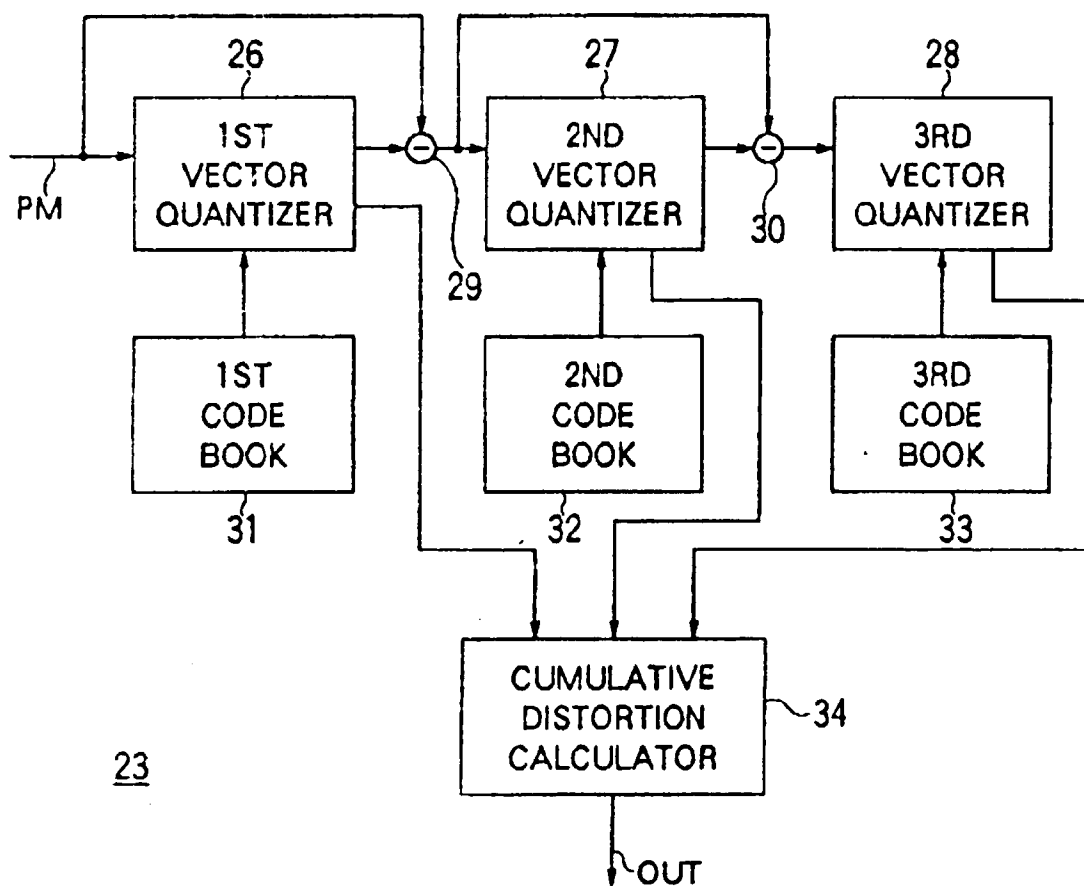 26
27
28
1ST
VECTOR
QUANTIZER
2ND
VECTOR
QUANTIZER
3RD
VECTOR
QUANTIZER
PM
29
30
1ST
CODE
BOOK
2ND
CODE
BOOK
3RD
CODE
BOOK
31
32
33
CUMULATIVE
DISTORTION
CALCULATOR
34
23
OUT